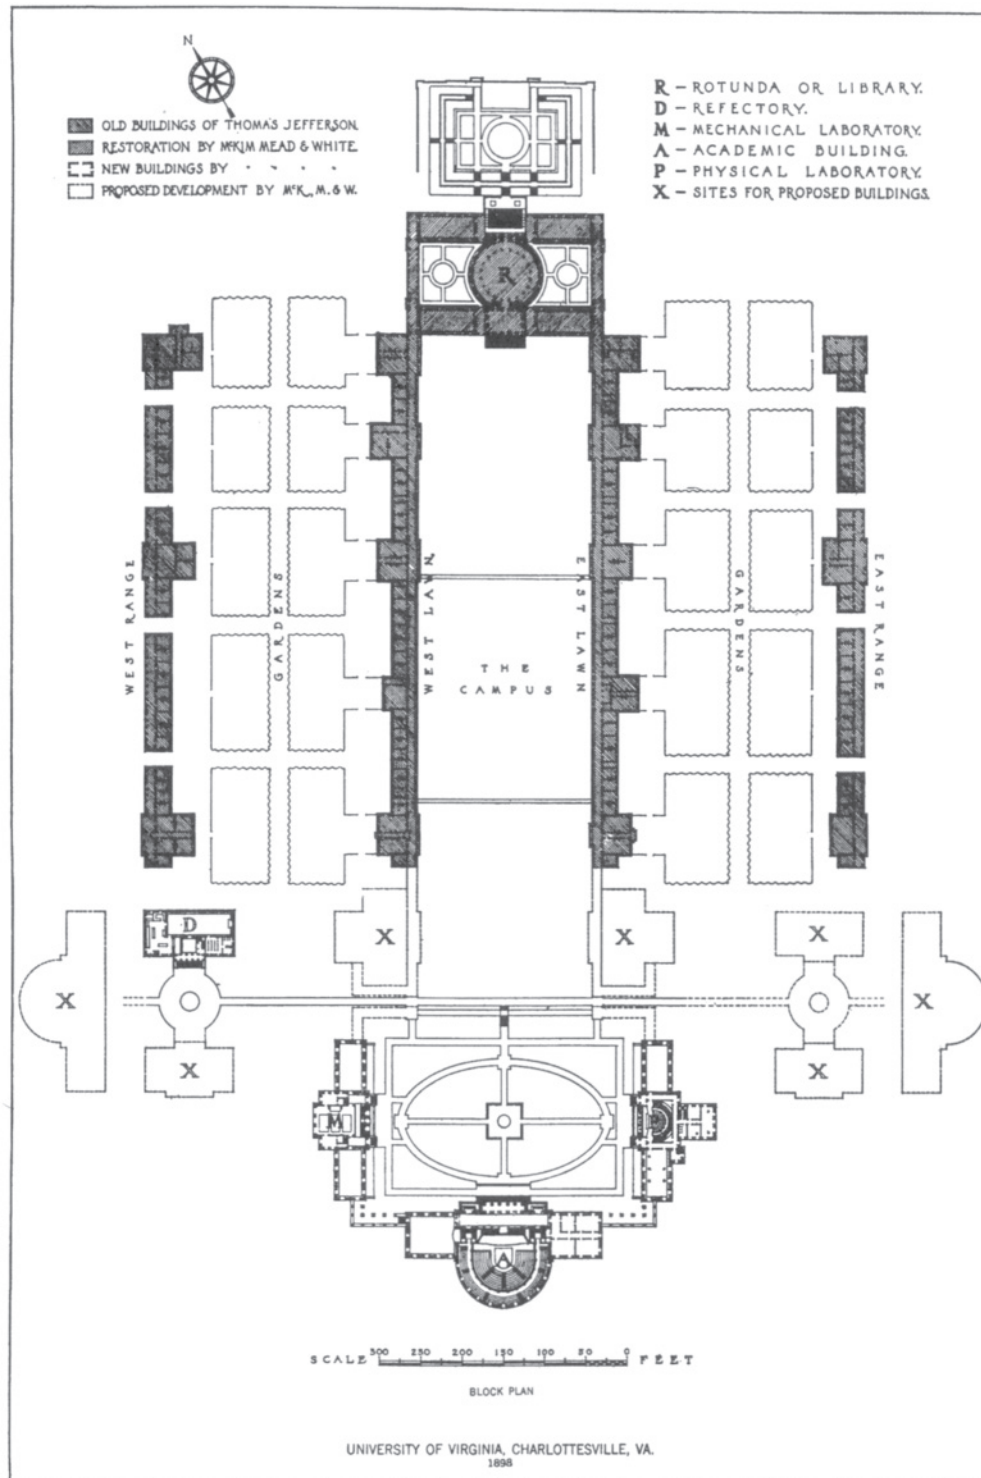 N
OLD BUILDINGS OF THOMAS JEFFERSON.
RESTORATION BY McKIM MEAD & WHITE.
NEW BUILDINGS BY " " " "
PROPOSED DEVELOPMENT BY McK., M. & W.
R – ROTUNDA OR LIBRARY.
D – REFECTORY.
M – MECHANICAL LABORATORY.
A – ACADEMIC BUILDING.
P – PHYSICAL LABORATORY.
X – SITES FOR PROPOSED BUILDINGS.
R
WEST RANGE
GARDENS
WEST LAWN.
THE
CAMPUS
EAST LAWN
GARDENS
EAST RANGE
D
X
X
X
X
X
X
X
M
A
SCALE 300 250 200 150 100 50 0 FEET
BLOCK PLAN
UNIVERSITY OF VIRGINIA, CHARLOTTESVILLE, VA.
1898